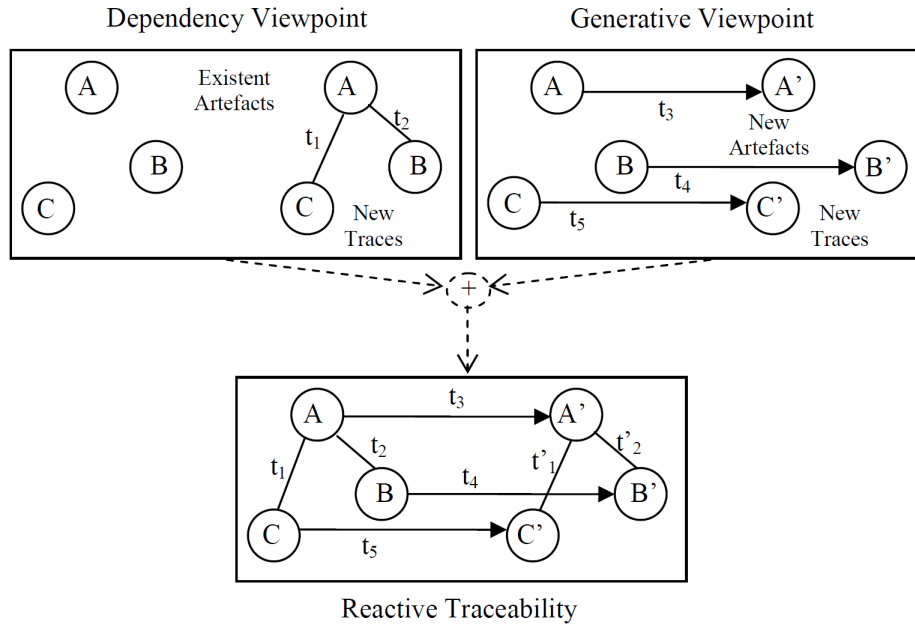 Dependency Viewpoint
Generative Viewpoint
A
Existent
Artefacts
A
t1
t2
B
B
C
C
New
Traces
A
A’
t3
New
Artefacts
B
B’
t4
C
C’
t5
New
Traces
+
A
t3
A’
t1
t2
t’1
t’2
B
t4
B’
C
t5
C’
Reactive Traceability